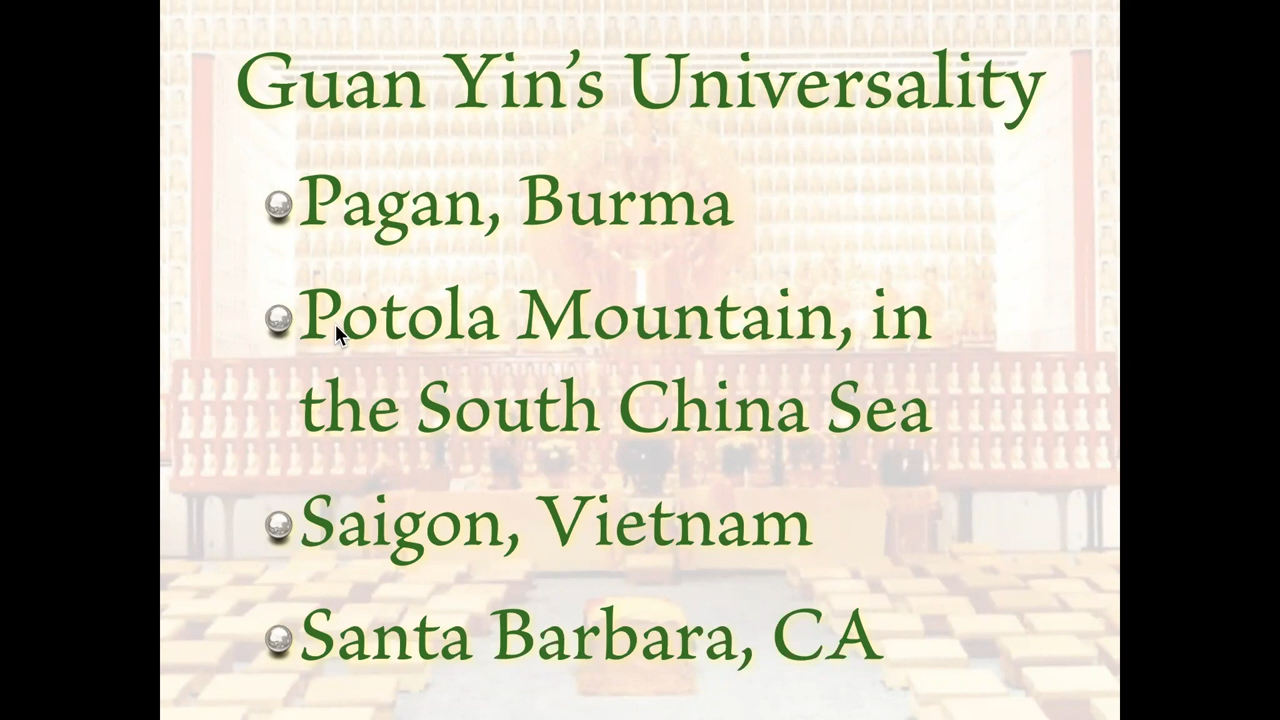 Guan Yin’s Universality
Pagan, Burma
Potola Mountain, in
the South China Sea
Saigon, Vietnam
Santa Barbara, CA